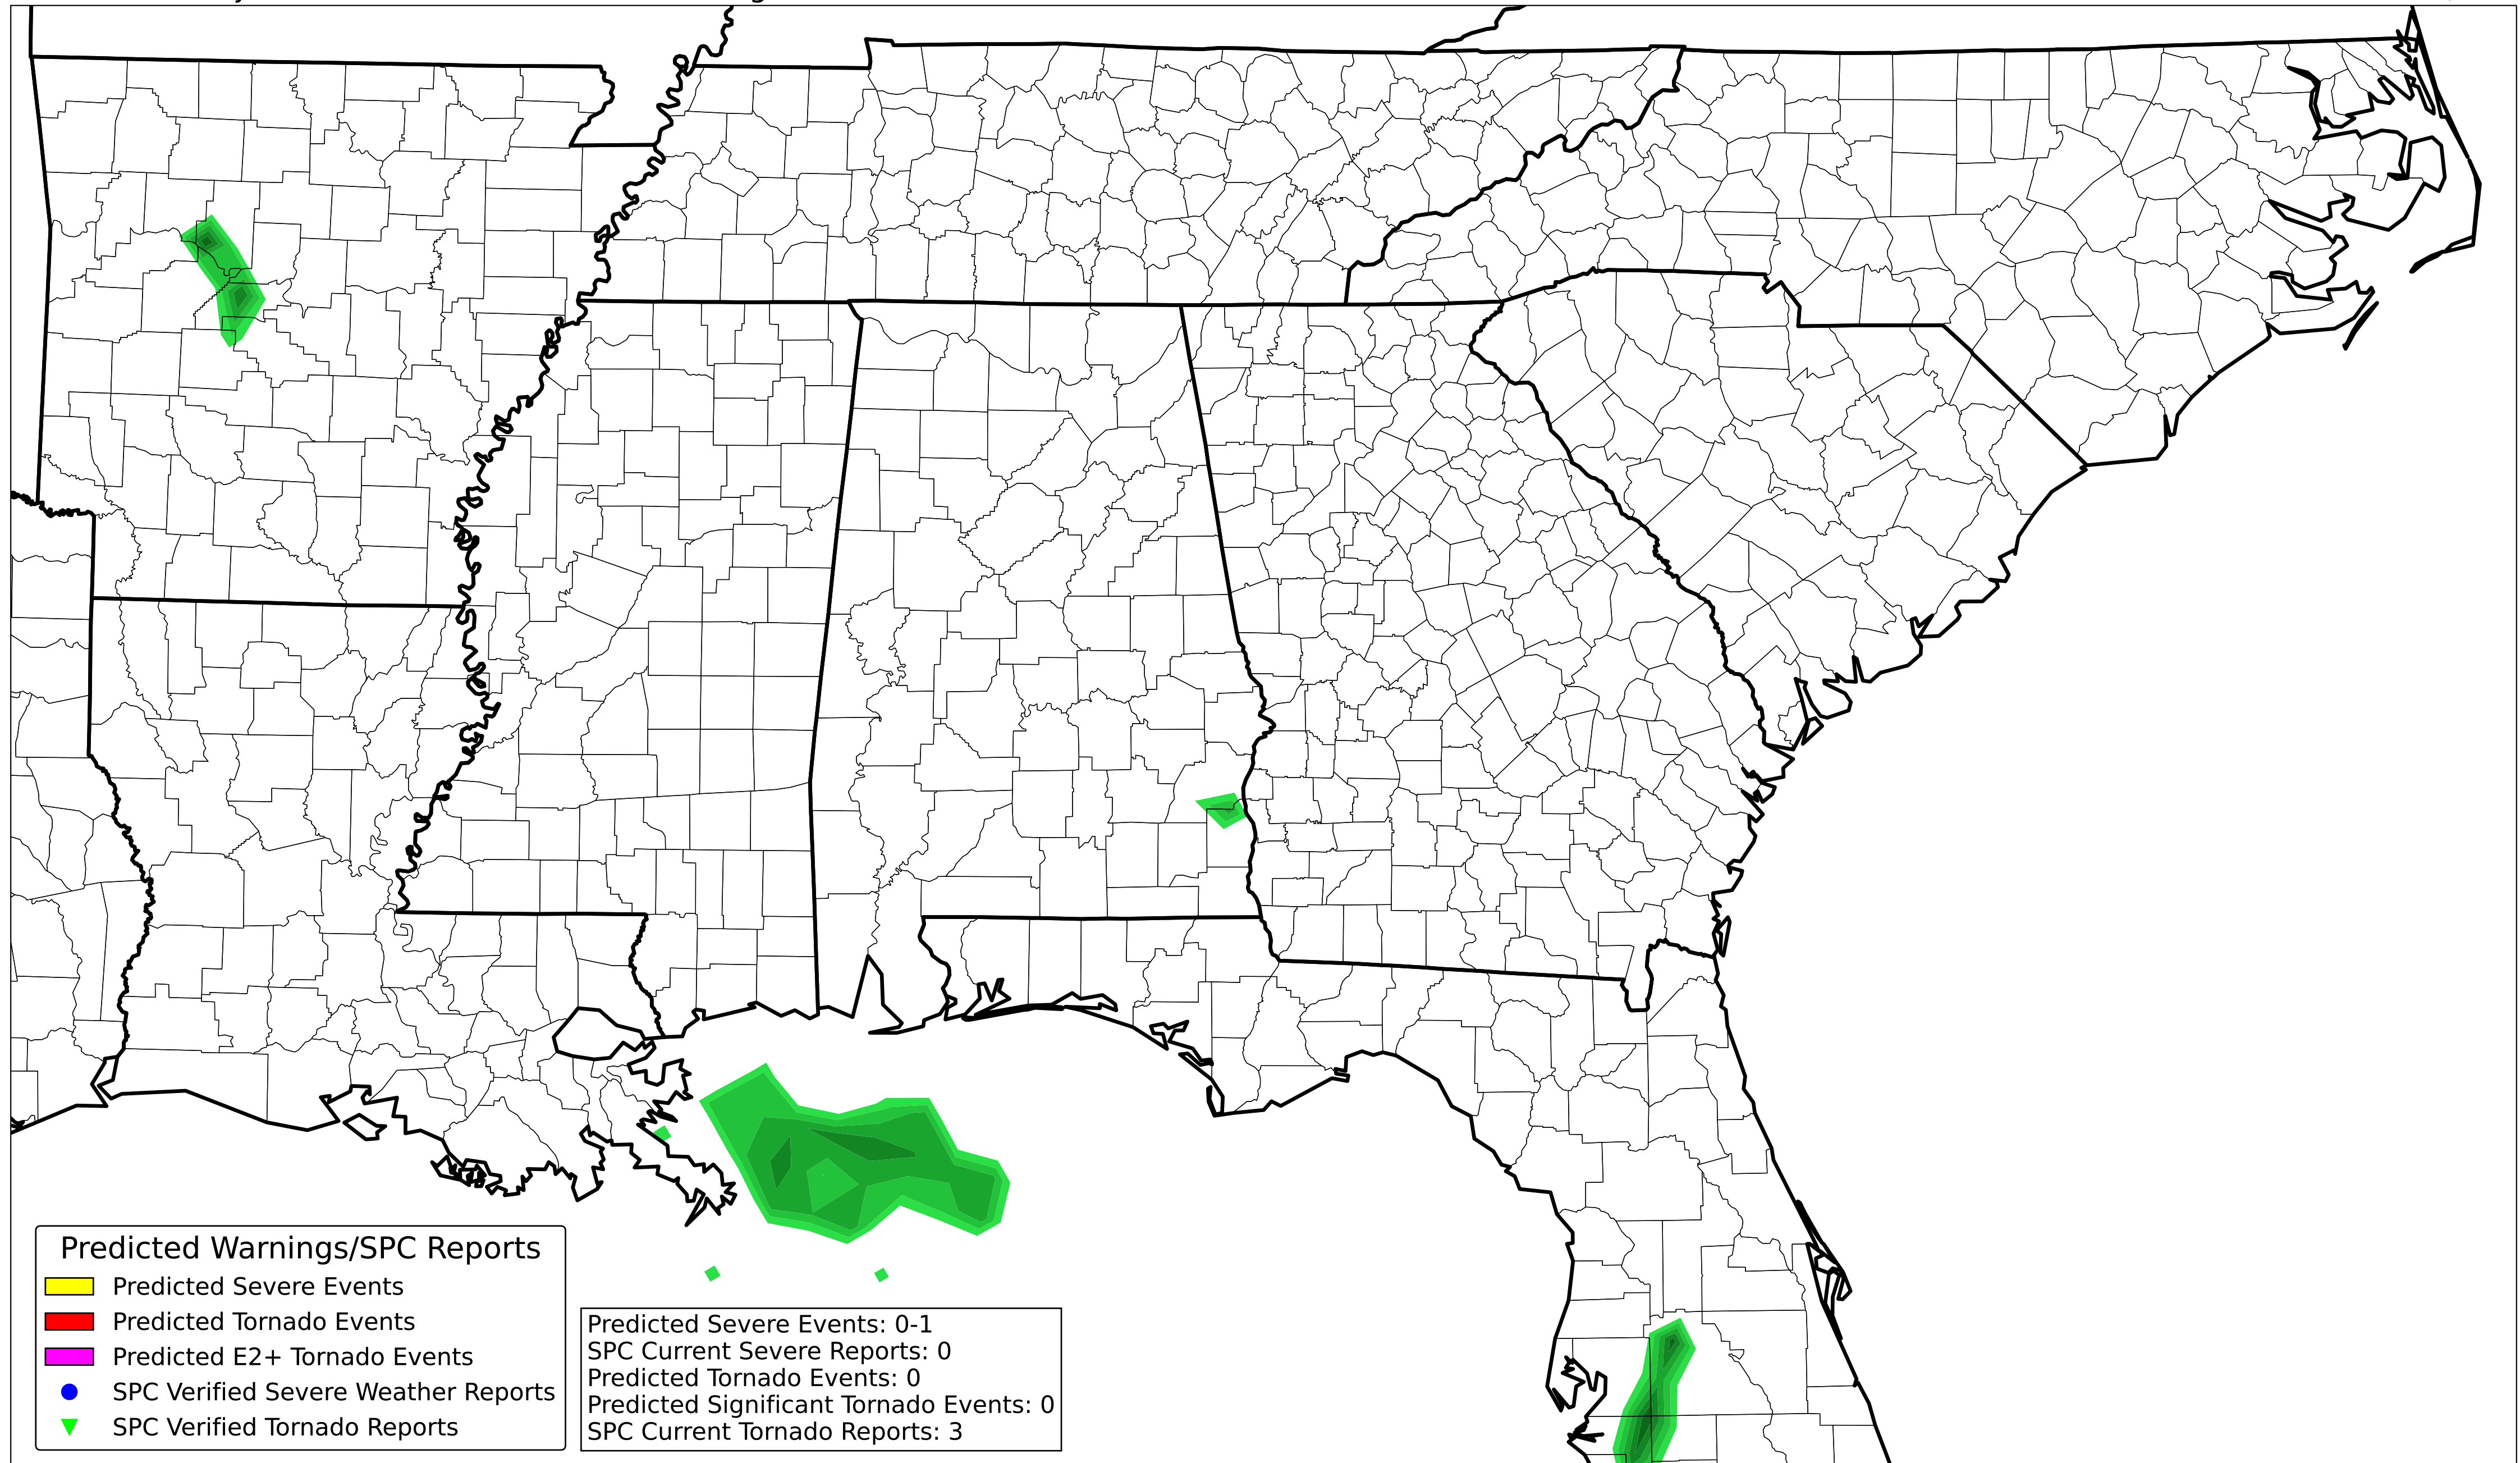 Predicted Warnings/SPC Reports
Predicted Severe Events
Predicted Tornado Events
Predicted E2+ Tornado Events
SPC Verified Severe Weather Reports
SPC Verified Tornado Reports
Predicted Severe Events: 0-1
SPC Current Severe Reports: 0
Predicted Tornado Events: 0
Predicted Significant Tornado Events: 0
SPC Current Tornado Reports: 3